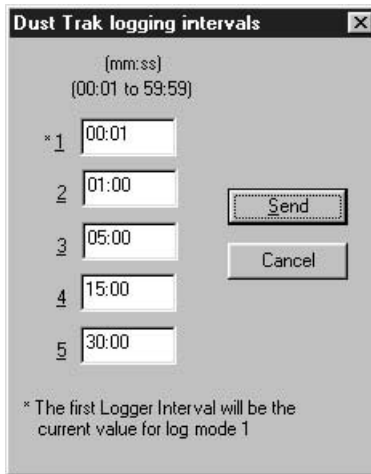 Dust Trak logging intervals
(mm:ss)
(00:01 to 59:59)
* 1 00:01
2 01:00
Send
3 05:00
Cancel
4 15:00
5 30:00
* The first Logger Interval will be the
current value for log mode 1